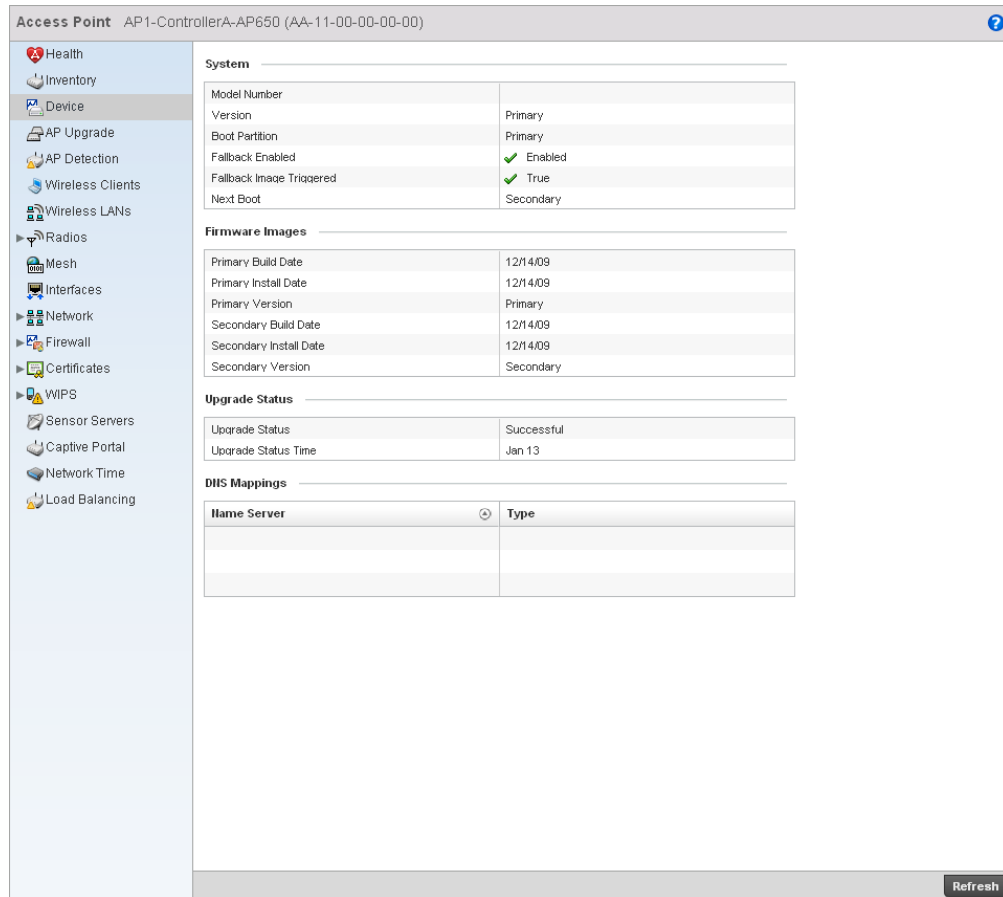 Access Point AP1-ControllerA-AP650 (AA-11-00-00-00-00)
?
Health
Inventory
Device
AP Upgrade
AP Detection
Wireless Clients
Wireless LANs
Radios
Mesh
Interfaces
Network
Firewall
Certificates
WIPS
Sensor Servers
Captive Portal
Network Time
Load Balancing
System
Model Number
Version Primary
Boot Partition Primary
Fallback Enabled Enabled
Fallback Image Triggered True
Next Boot Secondary
Firmware Images
Primary Build Date 12/14/09
Primary Install Date 12/14/09
Primary Version Primary
Secondary Build Date 12/14/09
Secondary Install Date 12/14/09
Secondary Version Secondary
Upgrade Status
Upgrade Status Successful
Upgrade Status Time Jan 13
DNS Mappings
Name Server Type
Refresh